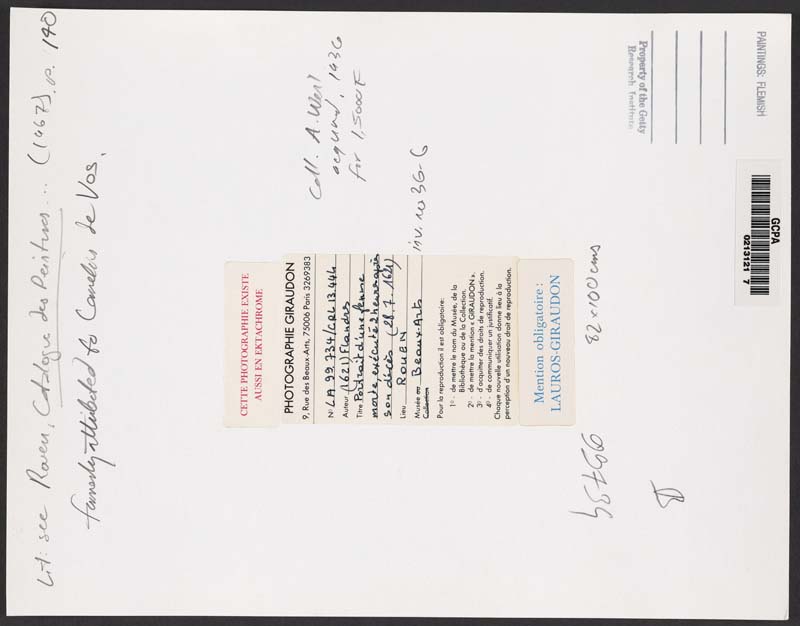 Lit: see Rouen, Catalogue des Peintures ... (1967). p. 140
formerly attributed to Cornelis de Vos.
Coll. A. Weil
acquired, 1936
for 1,5000F
inv. no 36-6
CETTE PHOTOGRAPHIE EXISTE
AUSSI EN EKTACHROME
PHOTOGRAPHIE GIRAUDON
9, Rue des Beaux-Arts, 75006 Paris 3269383
N° LA 99.734/CRL 13.444
Auteur (1621) Flandres
Titre Portrait d'une femme
morte, exécuté 2 heures après
son décès (28.7.1621)
Lieu ROUEN
Musée ou Beaux-Arts
Collection
Pour la reproduction il est obligatoire:
1° - de mettre le nom du Musée, de la
Bibliothèque ou de la Collection.
2° - de mettre la mention « GIRAUDON ».
3° - d'acquitter des droits de reproduction.
4° - de communiquer un justificatif.
Chaque nouvelle utilisation donne lieu à la
perception d'un nouveau droit de reproduction.
Mention obligatoire :
LAUROS-GIRAUDON
82 x 100 cms
99734
Property of the Getty
Research Institute
PAINTINGS: FLEMISH
GCPA
0213121 7